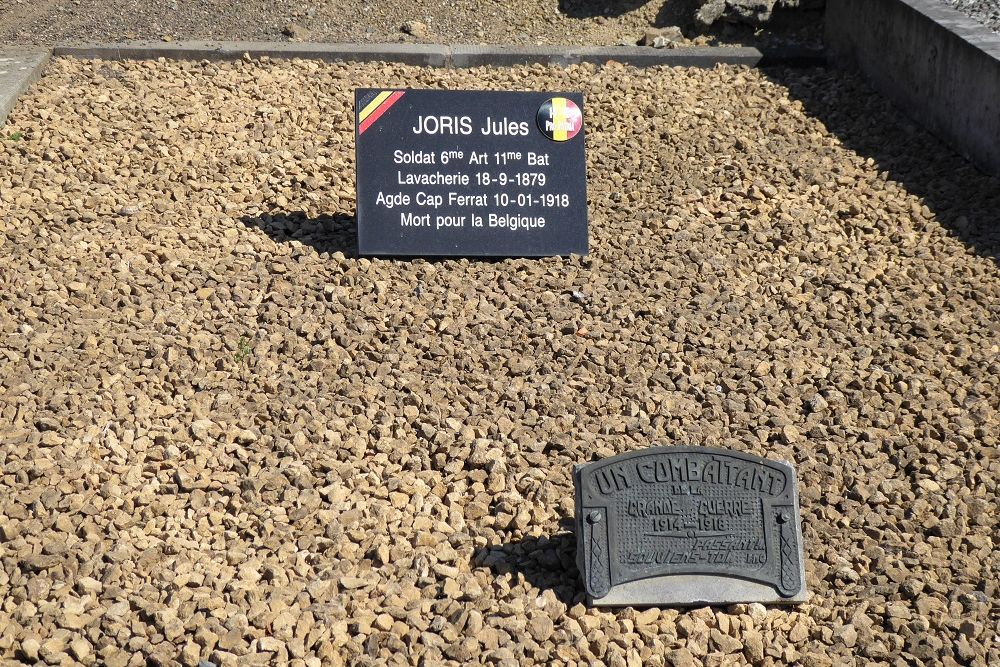 JORIS Jules
Soldat 6me Art 11me Bat
Lavacherie 18-9-1879
Agde Cap Ferrat 10-01-1918
Mort pour la Belgique
UN COMBATTANT
DE LA
GRANDE GUERRE
1914 1918
PASSANT
SOUVIENS-TOI